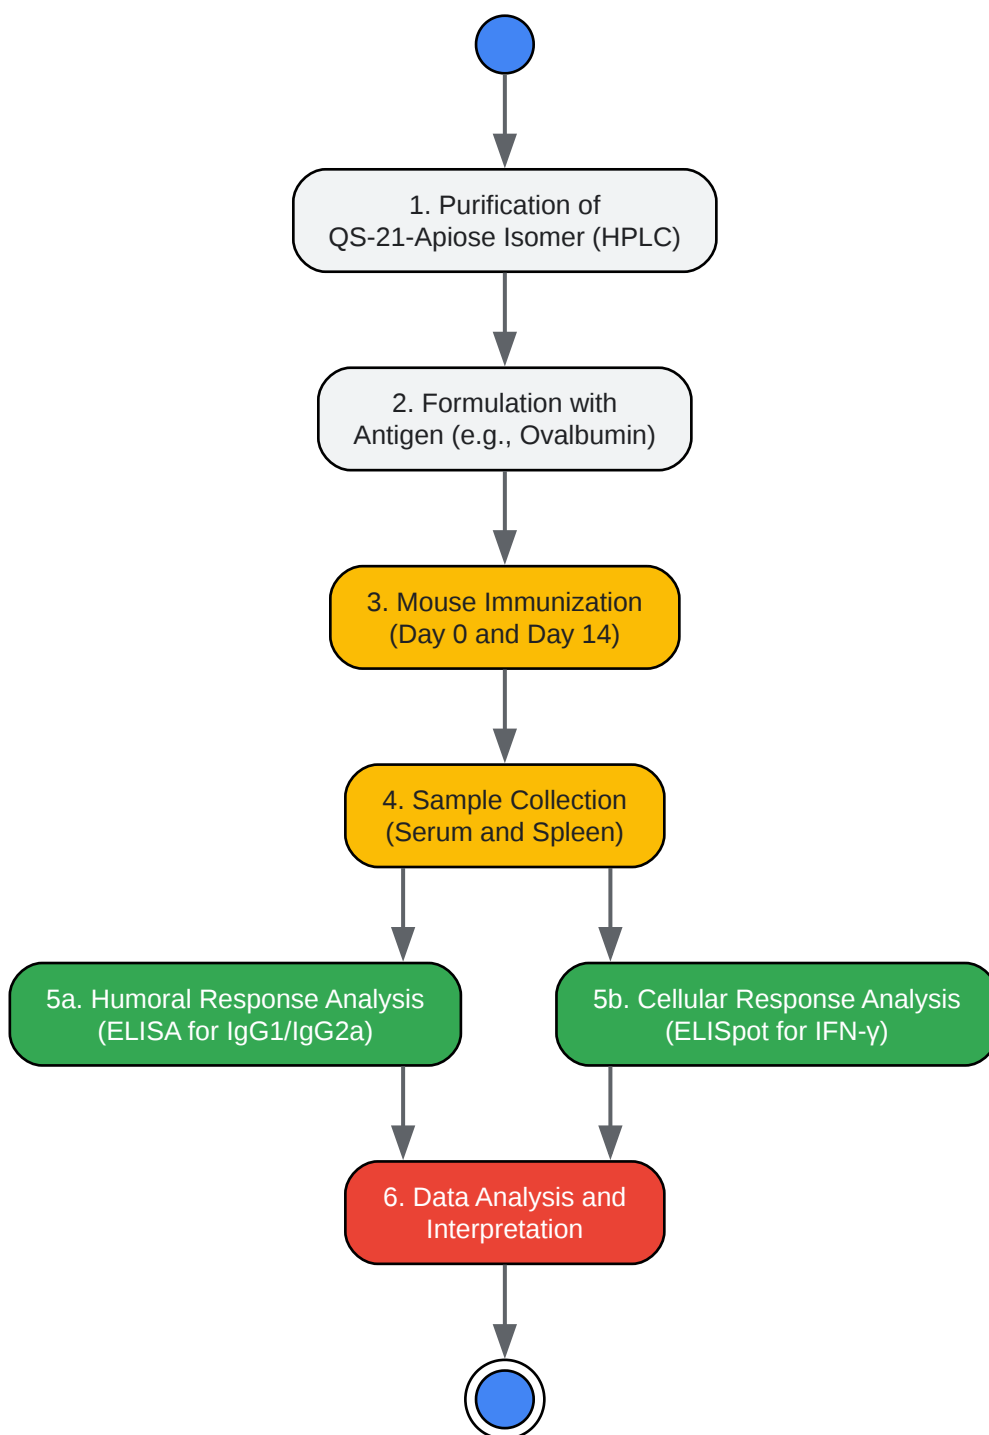 1. Purification of
QS-21-Apiose Isomer (HPLC)
2. Formulation with
Antigen (e.g., Ovalbumin)
3. Mouse Immunization
(Day 0 and Day 14)
4. Sample Collection
(Serum and Spleen)
5a. Humoral Response Analysis
(ELISA for IgG1/IgG2a)
5b. Cellular Response Analysis
(ELISpot for IFN-γ)
6. Data Analysis and
Interpretation